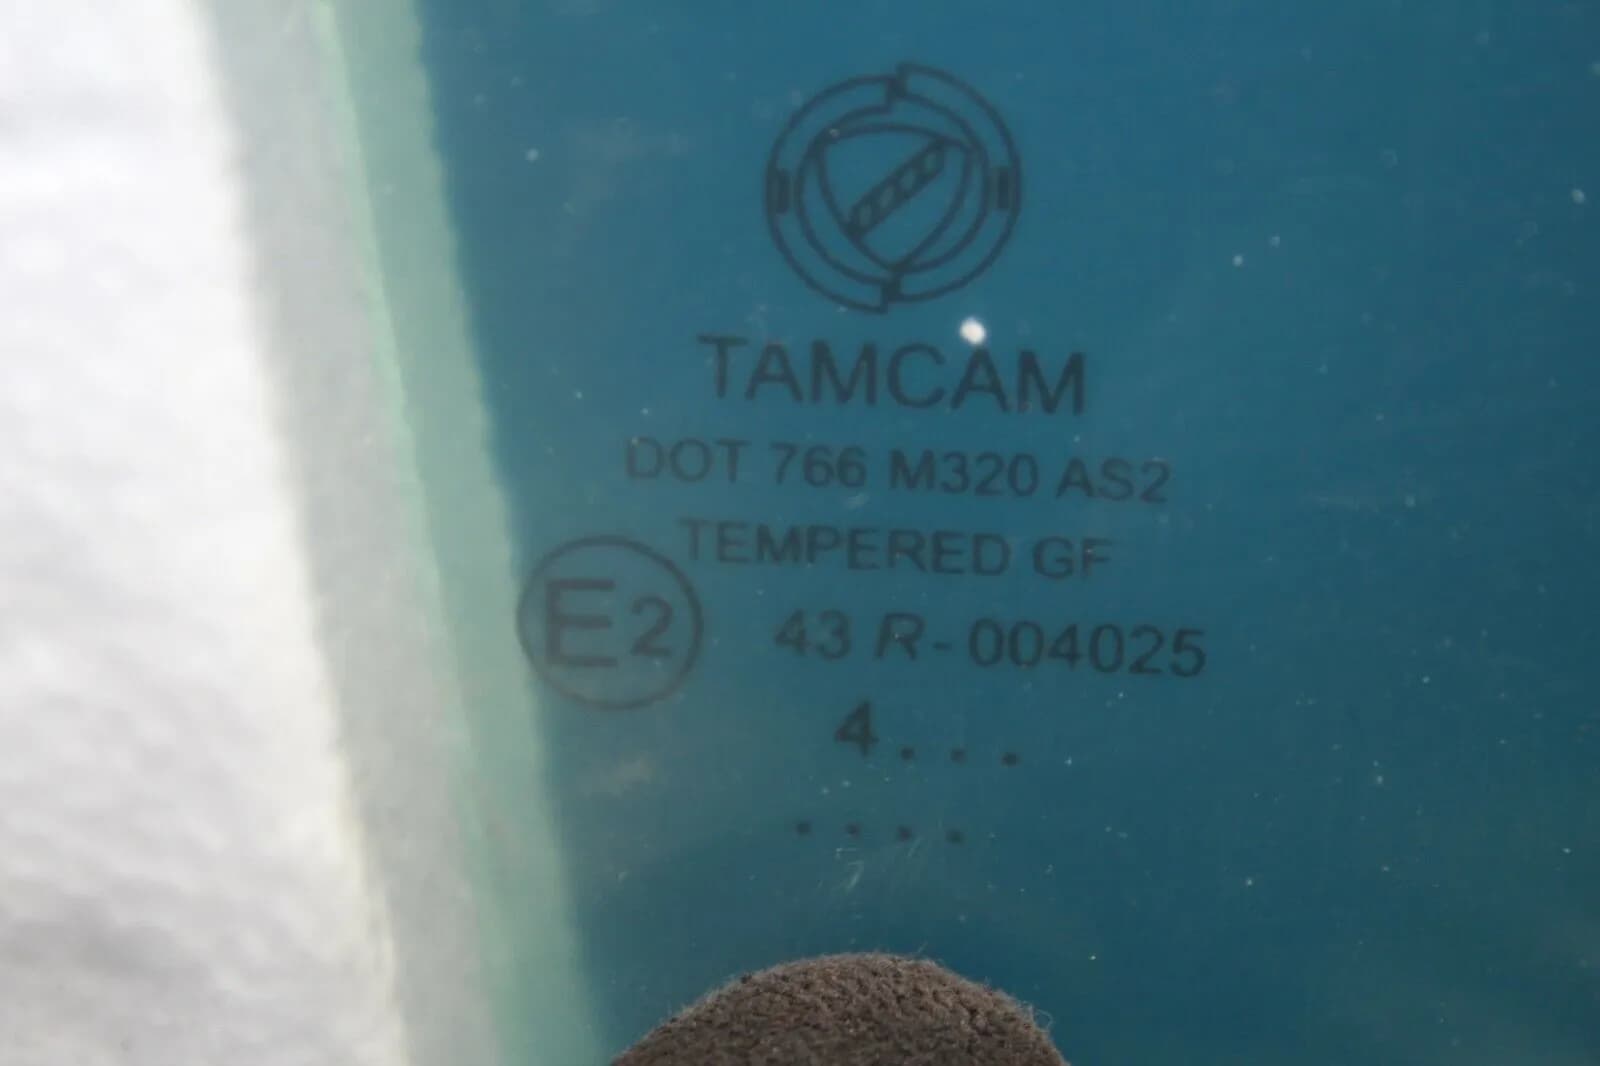 TAMCAM
DOT 766 M320 AS2
TEMPERED GF
E2 43 R-004025
4...
....